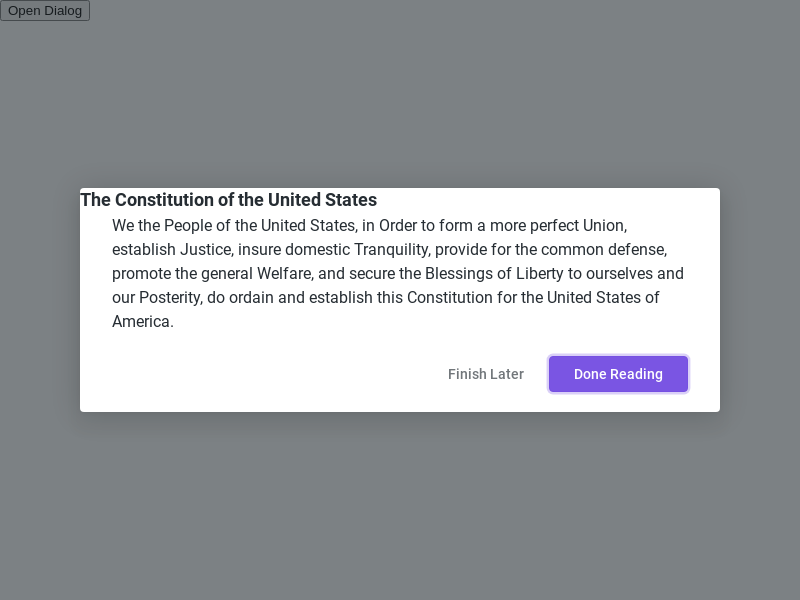 Open Dialog
The Constitution of the United States
We the People of the United States, in Order to form a more perfect Union,
establish Justice, insure domestic Tranquility, provide for the common defense,
promote the general Welfare, and secure the Blessings of Liberty to ourselves and
our Posterity, do ordain and establish this Constitution for the United States of
America.
Finish Later
Done Reading